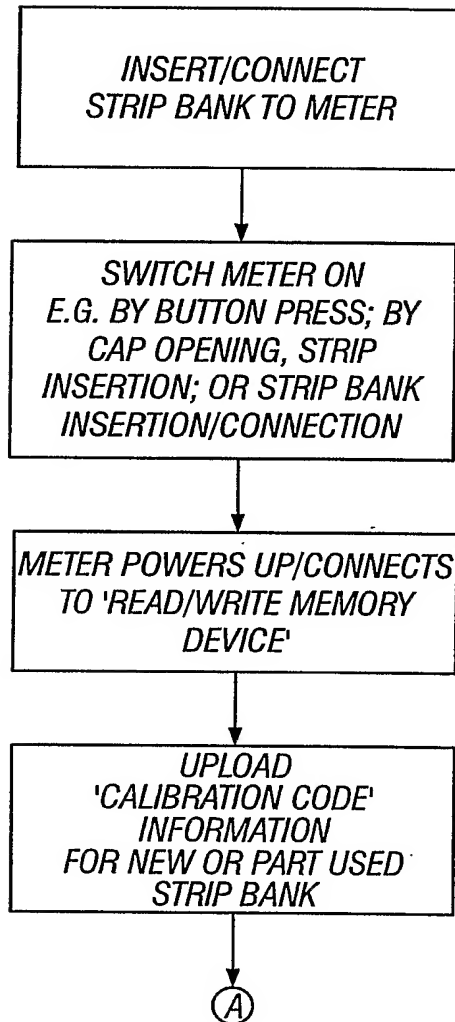 INSERT/CONNECT
STRIP BANK TO METER
SWITCH METER ON
E.G. BY BUTTON PRESS; BY
CAP OPENING, STRIP
INSERTION; OR STRIP BANK
INSERTION/CONNECTION
METER POWERS UP/CONNECTS
TO 'READ/WRITE MEMORY
DEVICE'
UPLOAD
'CALIBRATION CODE'
INFORMATION
FOR NEW OR PART USED
STRIP BANK
A